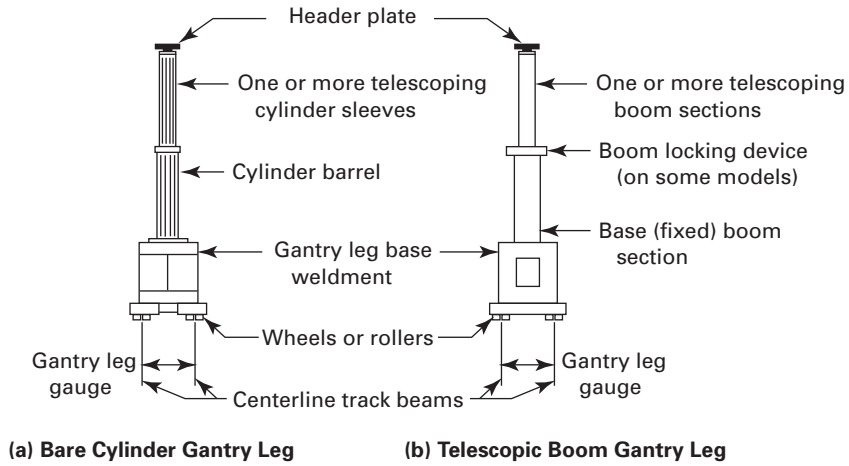 Header plate
One or more telescoping
cylinder sleeves
One or more telescoping
boom sections
Boom locking device
(on some models)
Cylinder barrel
Base (fixed) boom
section
Gantry leg base
weldment
Wheels or rollers
Gantry leg
gauge
Gantry leg
gauge
Centerline track beams
(a) Bare Cylinder Gantry Leg
(b) Telescopic Boom Gantry Leg